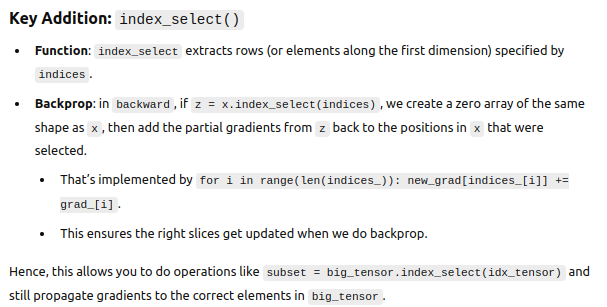 Key Addition: index_select()
• Function: index_select extracts rows (or elements along the first dimension) specified by
indices.
• Backprop: in backward, if z = x.index_select(indices), we create a zero array of the same
shape as x, then add the partial gradients from z back to the positions in x that were
selected.
• That’s implemented by for i in range(len(indices_)): new_grad[indices_[i]] +=
grad_[i].
• This ensures the right slices get updated when we do backprop.
Hence, this allows you to do operations like subset = big_tensor.index_select(idx_tensor) and
still propagate gradients to the correct elements in big_tensor.